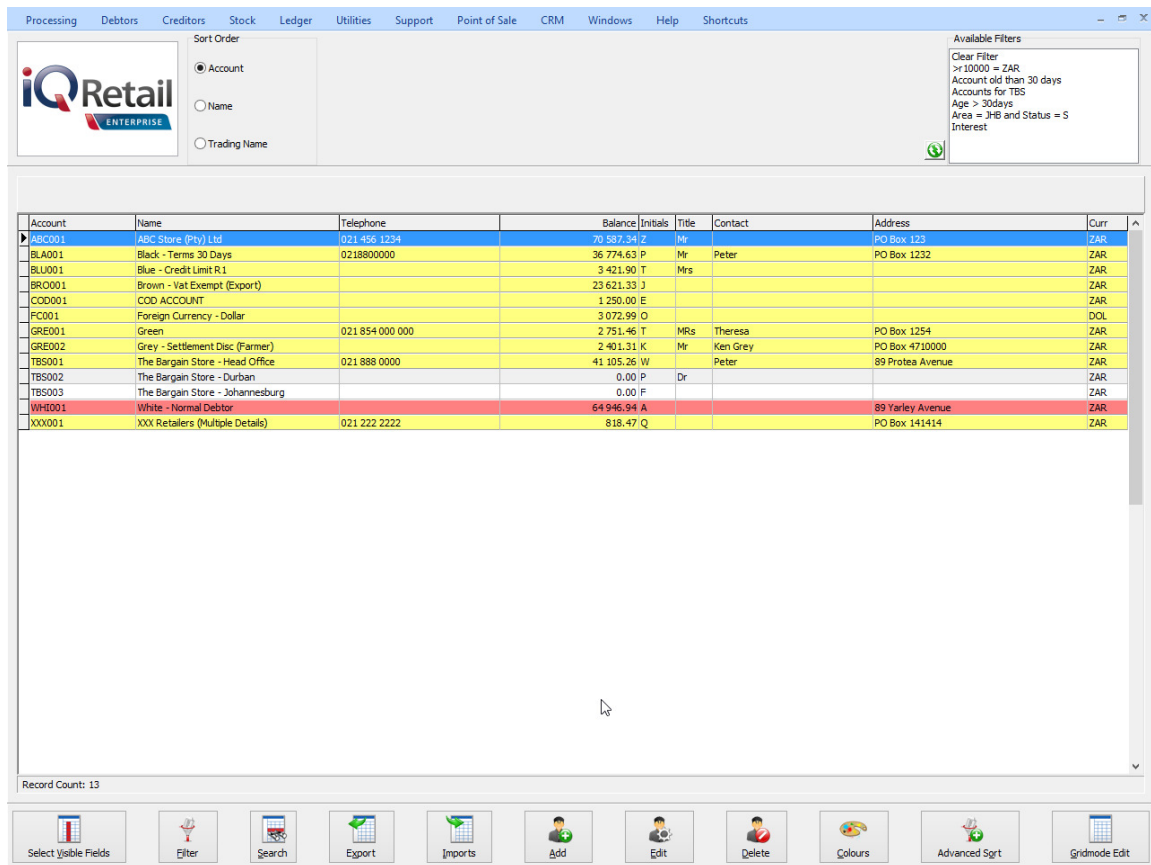 Processing Debtors Creditors Stock Ledger Utilities Support Point of Sale CRM Windows Help Shortcuts
Sort Order
Available Filters
iQRetail
ENTERPRISE
Account
Name
Trading Name
Clear Filter
>r10000 = ZAR
Account old than 30 days
Accounts for TBS
Age > 30days
Area = JHB and Status = S
Interest
Account Name Telephone Balance Initials Title Contact Address Curr
ABC001 ABC Store (Pty) Ltd 021 456 1234 70 587.34 Z Mr PO Box 123 ZAR
BLA001 Black - Terms 30 Days 0218800000 36 774.63 P Mr Peter PO Box 1232 ZAR
BLU001 Blue - Credit Limit R1 3 421.90 T Mrs ZAR
BRO001 Brown - Vat Exempt (Export) 23 621.33 J ZAR
COD001 COD ACCOUNT 1 250.00 E ZAR
FC001 Foreign Currency - Dollar 3 072.99 O DOL
GRE001 Green 021 854 000 000 2 751.46 T MRs Theresa PO Box 1254 ZAR
GRE002 Grey - Settlement Disc (Farmer) 2 401.31 K Mr Ken Grey PO Box 4710000 ZAR
TBS001 The Bargain Store - Head Office 021 888 0000 41 105.26 W Peter 89 Protea Avenue ZAR
TBS002 The Bargain Store - Durban 0.00 P Dr ZAR
TBS003 The Bargain Store - Johannesburg 0.00 F ZAR
WHI001 White - Normal Debtor 64 946.94 A 89 Yarley Avenue ZAR
XXX001 XXX Retailers (Multiple Details) 021 222 2222 818.47 Q PO Box 141414 ZAR
Record Count: 13
Select Visible Fields Filter Search Export Imports Add Edit Delete Colours Advanced Sort Gridmode Edit